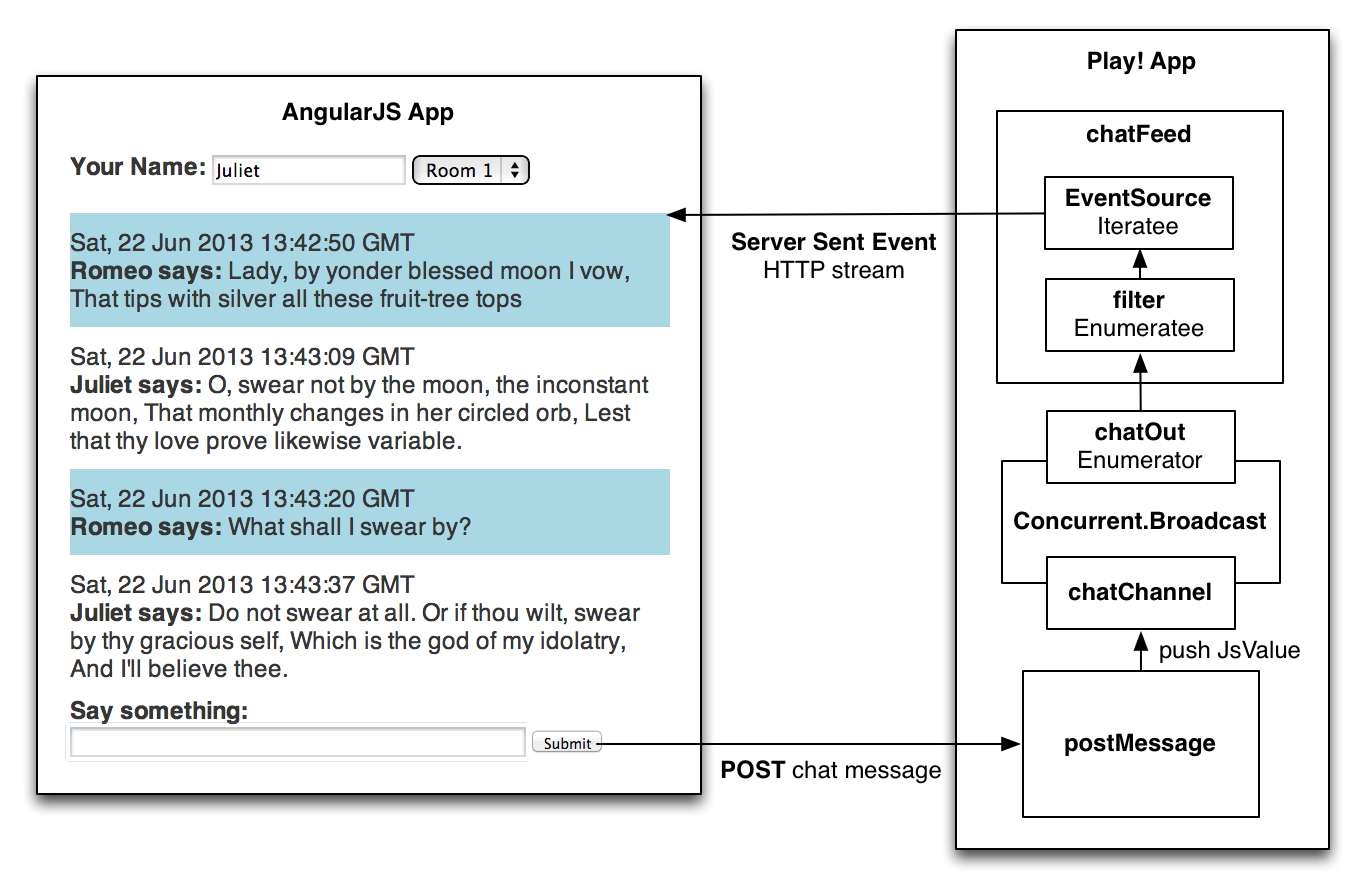 AngularJS App
Your Name: Juliet Room 1
Sat, 22 Jun 2013 13:42:50 GMT
Romeo says: Lady, by yonder blessed moon I vow,
That tips with silver all these fruit-tree tops
Sat, 22 Jun 2013 13:43:09 GMT
Juliet says: O, swear not by the moon, the inconstant
moon, That monthly changes in her circled orb, Lest
that thy love prove likewise variable.
Sat, 22 Jun 2013 13:43:20 GMT
Romeo says: What shall I swear by?
Sat, 22 Jun 2013 13:43:37 GMT
Juliet says: Do not swear at all. Or if thou wilt, swear
by thy gracious self, Which is the god of my idolatry,
And I'll believe thee.
Say something:
Submit
Server Sent Event
HTTP stream
POST chat message
Play! App
chatFeed
EventSource
Iteratee
filter
Enumeratee
chatOut
Enumerator
Concurrent.Broadcast
chatChannel
push JsValue
postMessage